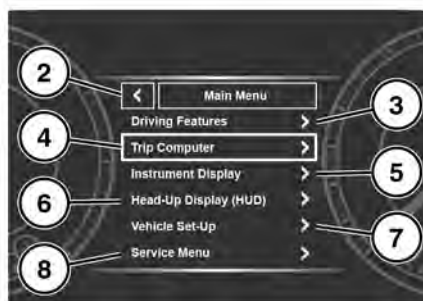 2
<
Main Menu
3
Driving Features >
4
Trip Computer >
Instrument Display >
5
6
Head-Up Display (HUD) >
Vehicle Set-Up >
7
8
Service Menu >